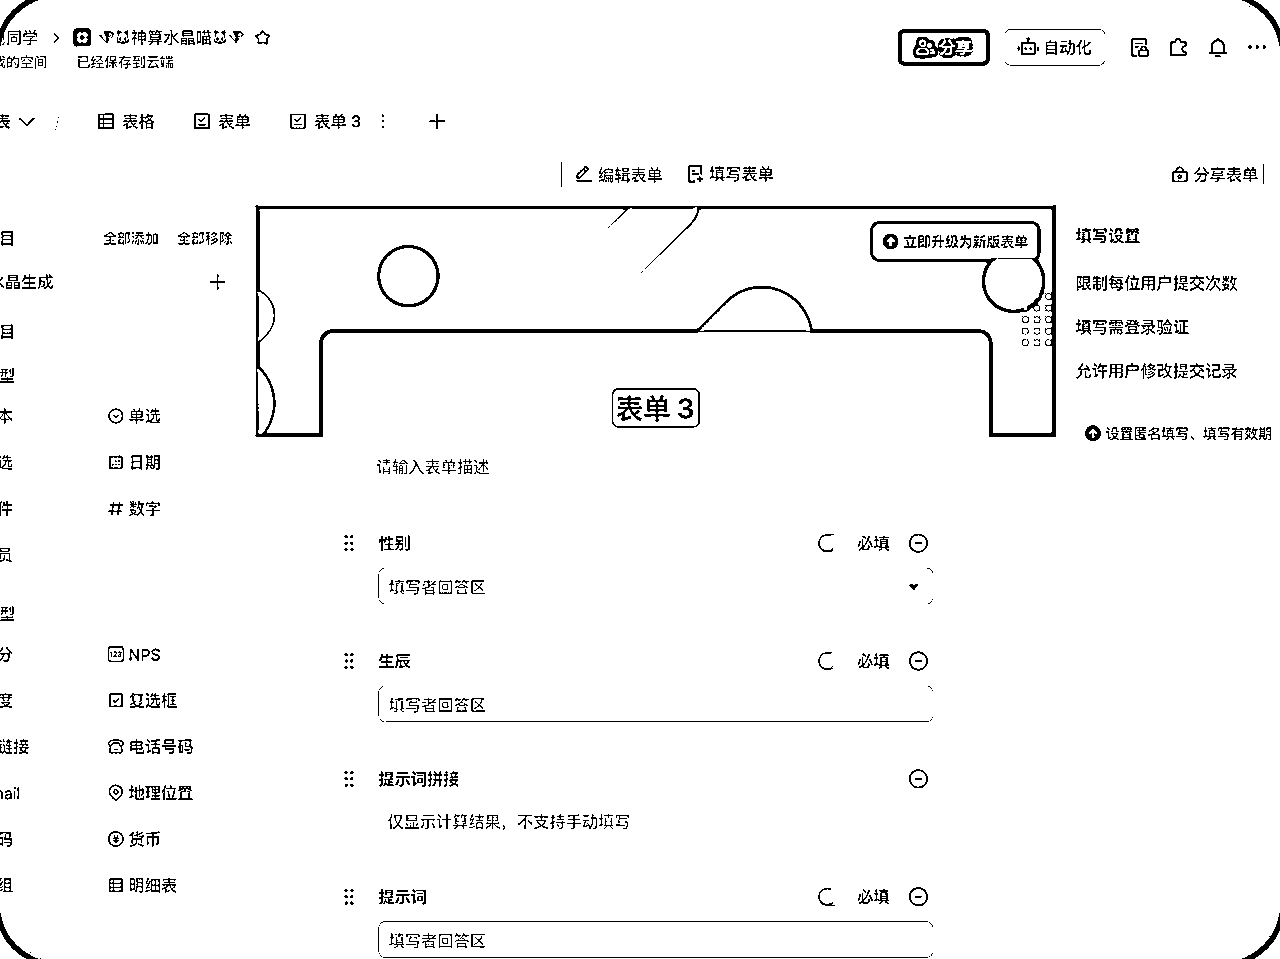 同学 > 神算水晶喵
我的空间 已经保存到云端
分享 自动化
表 / 表格 表单 表单 3
编辑表单 填写表单 分享表单
目 全部添加 全部移除
水晶生成
目
型
本 单选
选 日期
件 数字
员
型
分 NPS
度 复选框
链接 电话号码
mail 地理位置
码 货币
组 明细表
立即升级为新版表单
表单 3
请输入表单描述
性别 必填
填写者回答区
生辰 必填
填写者回答区
提示词拼接
仅显示计算结果，不支持手动填写
提示词 必填
填写者回答区
填写设置
限制每位用户提交次数
填写需登录验证
允许用户修改提交记录
设置匿名填写、填写有效期